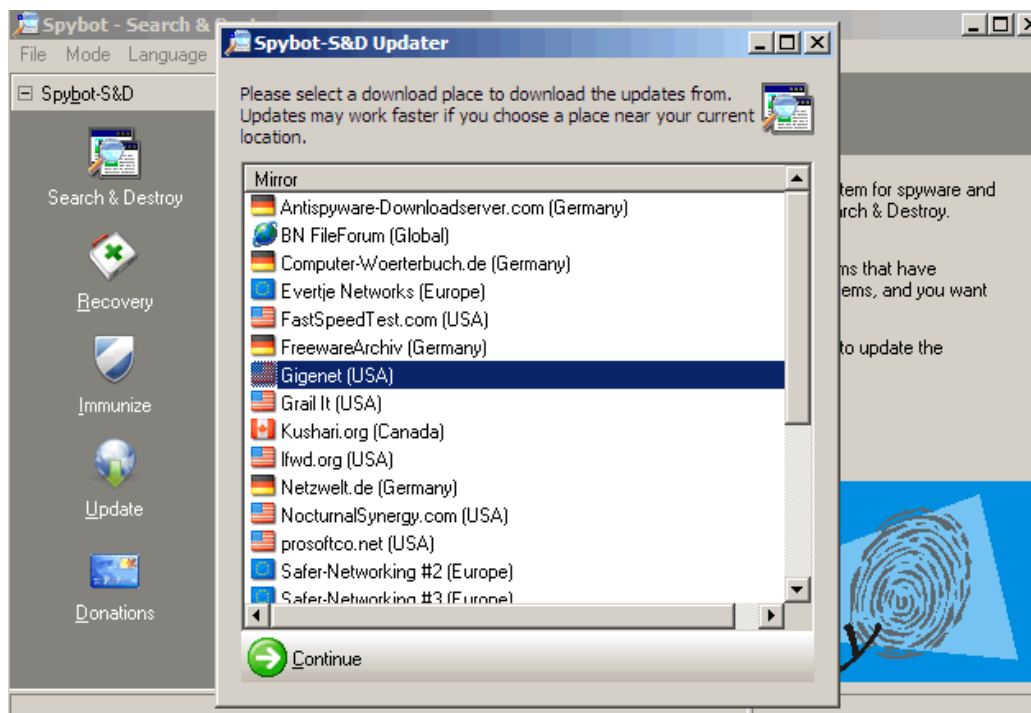 Spybot - Search &
File Mode Language
Spybot-S&D
Search & Destroy
Recovery
Immunize
Update
Donations
Spybot-S&D Updater
Please select a download place to download the updates from.
Updates may work faster if you choose a place near your current
location.
Mirror
Antispyware-Downloadserver.com (Germany)
BN FileForum (Global)
Computer-Woerterbuch.de (Germany)
Evertje Networks (Europe)
FastSpeedTest.com (USA)
FreewareArchiv (Germany)
Gigenet (USA)
Grail It (USA)
Kushari.org (Canada)
lfwd.org (USA)
Netzwelt.de (Germany)
NocturnalSynergy.com (USA)
prosoftco.net (USA)
Safer-Networking #2 (Europe)
Safer-Networking #3 (Europe)
Continue
tem for spyware and
rch & Destroy.
ms that have
ems, and you want
to update the